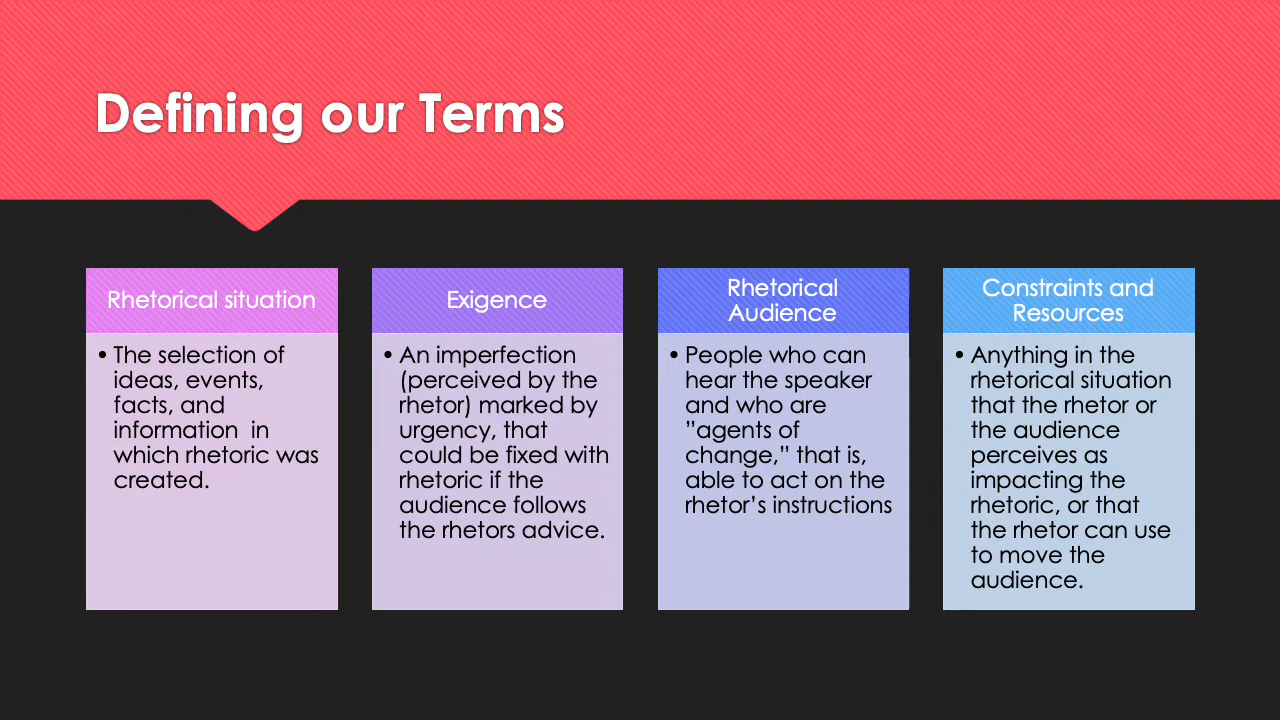 Defining our Terms
Rhetorical situation
• The selection of
ideas, events,
facts, and
information  in
which rhetoric was
created.
Exigence
• An imperfection
(perceived by the
rhetor) marked by
urgency, that
could be fixed with
rhetoric if the
audience follows
the rhetors advice.
Rhetorical
Audience
• People who can
hear the speaker
and who are
”agents of
change,” that is,
able to act on the
rhetor’s instructions
Constraints and
Resources
• Anything in the
rhetorical situation
that the rhetor or
the audience
perceives as
impacting the
rhetoric, or that
the rhetor can use
to move the
audience.